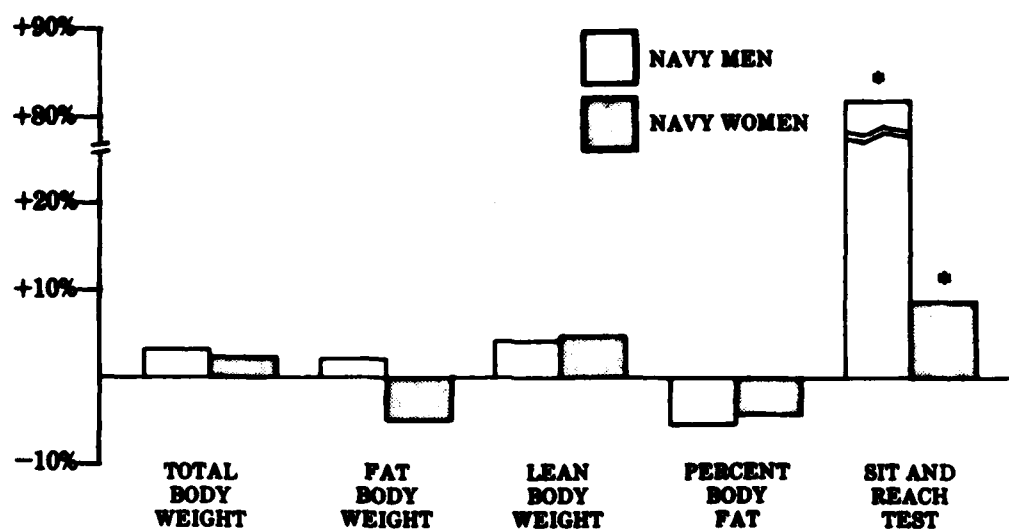 +90%
+80%
+20%
+10%
-10%
NAVY MEN
NAVY WOMEN
*
*
TOTAL
BODY
WEIGHT
FAT
BODY
WEIGHT
LEAN
BODY
WEIGHT
PERCENT
BODY
FAT
SIT AND
REACH
TEST